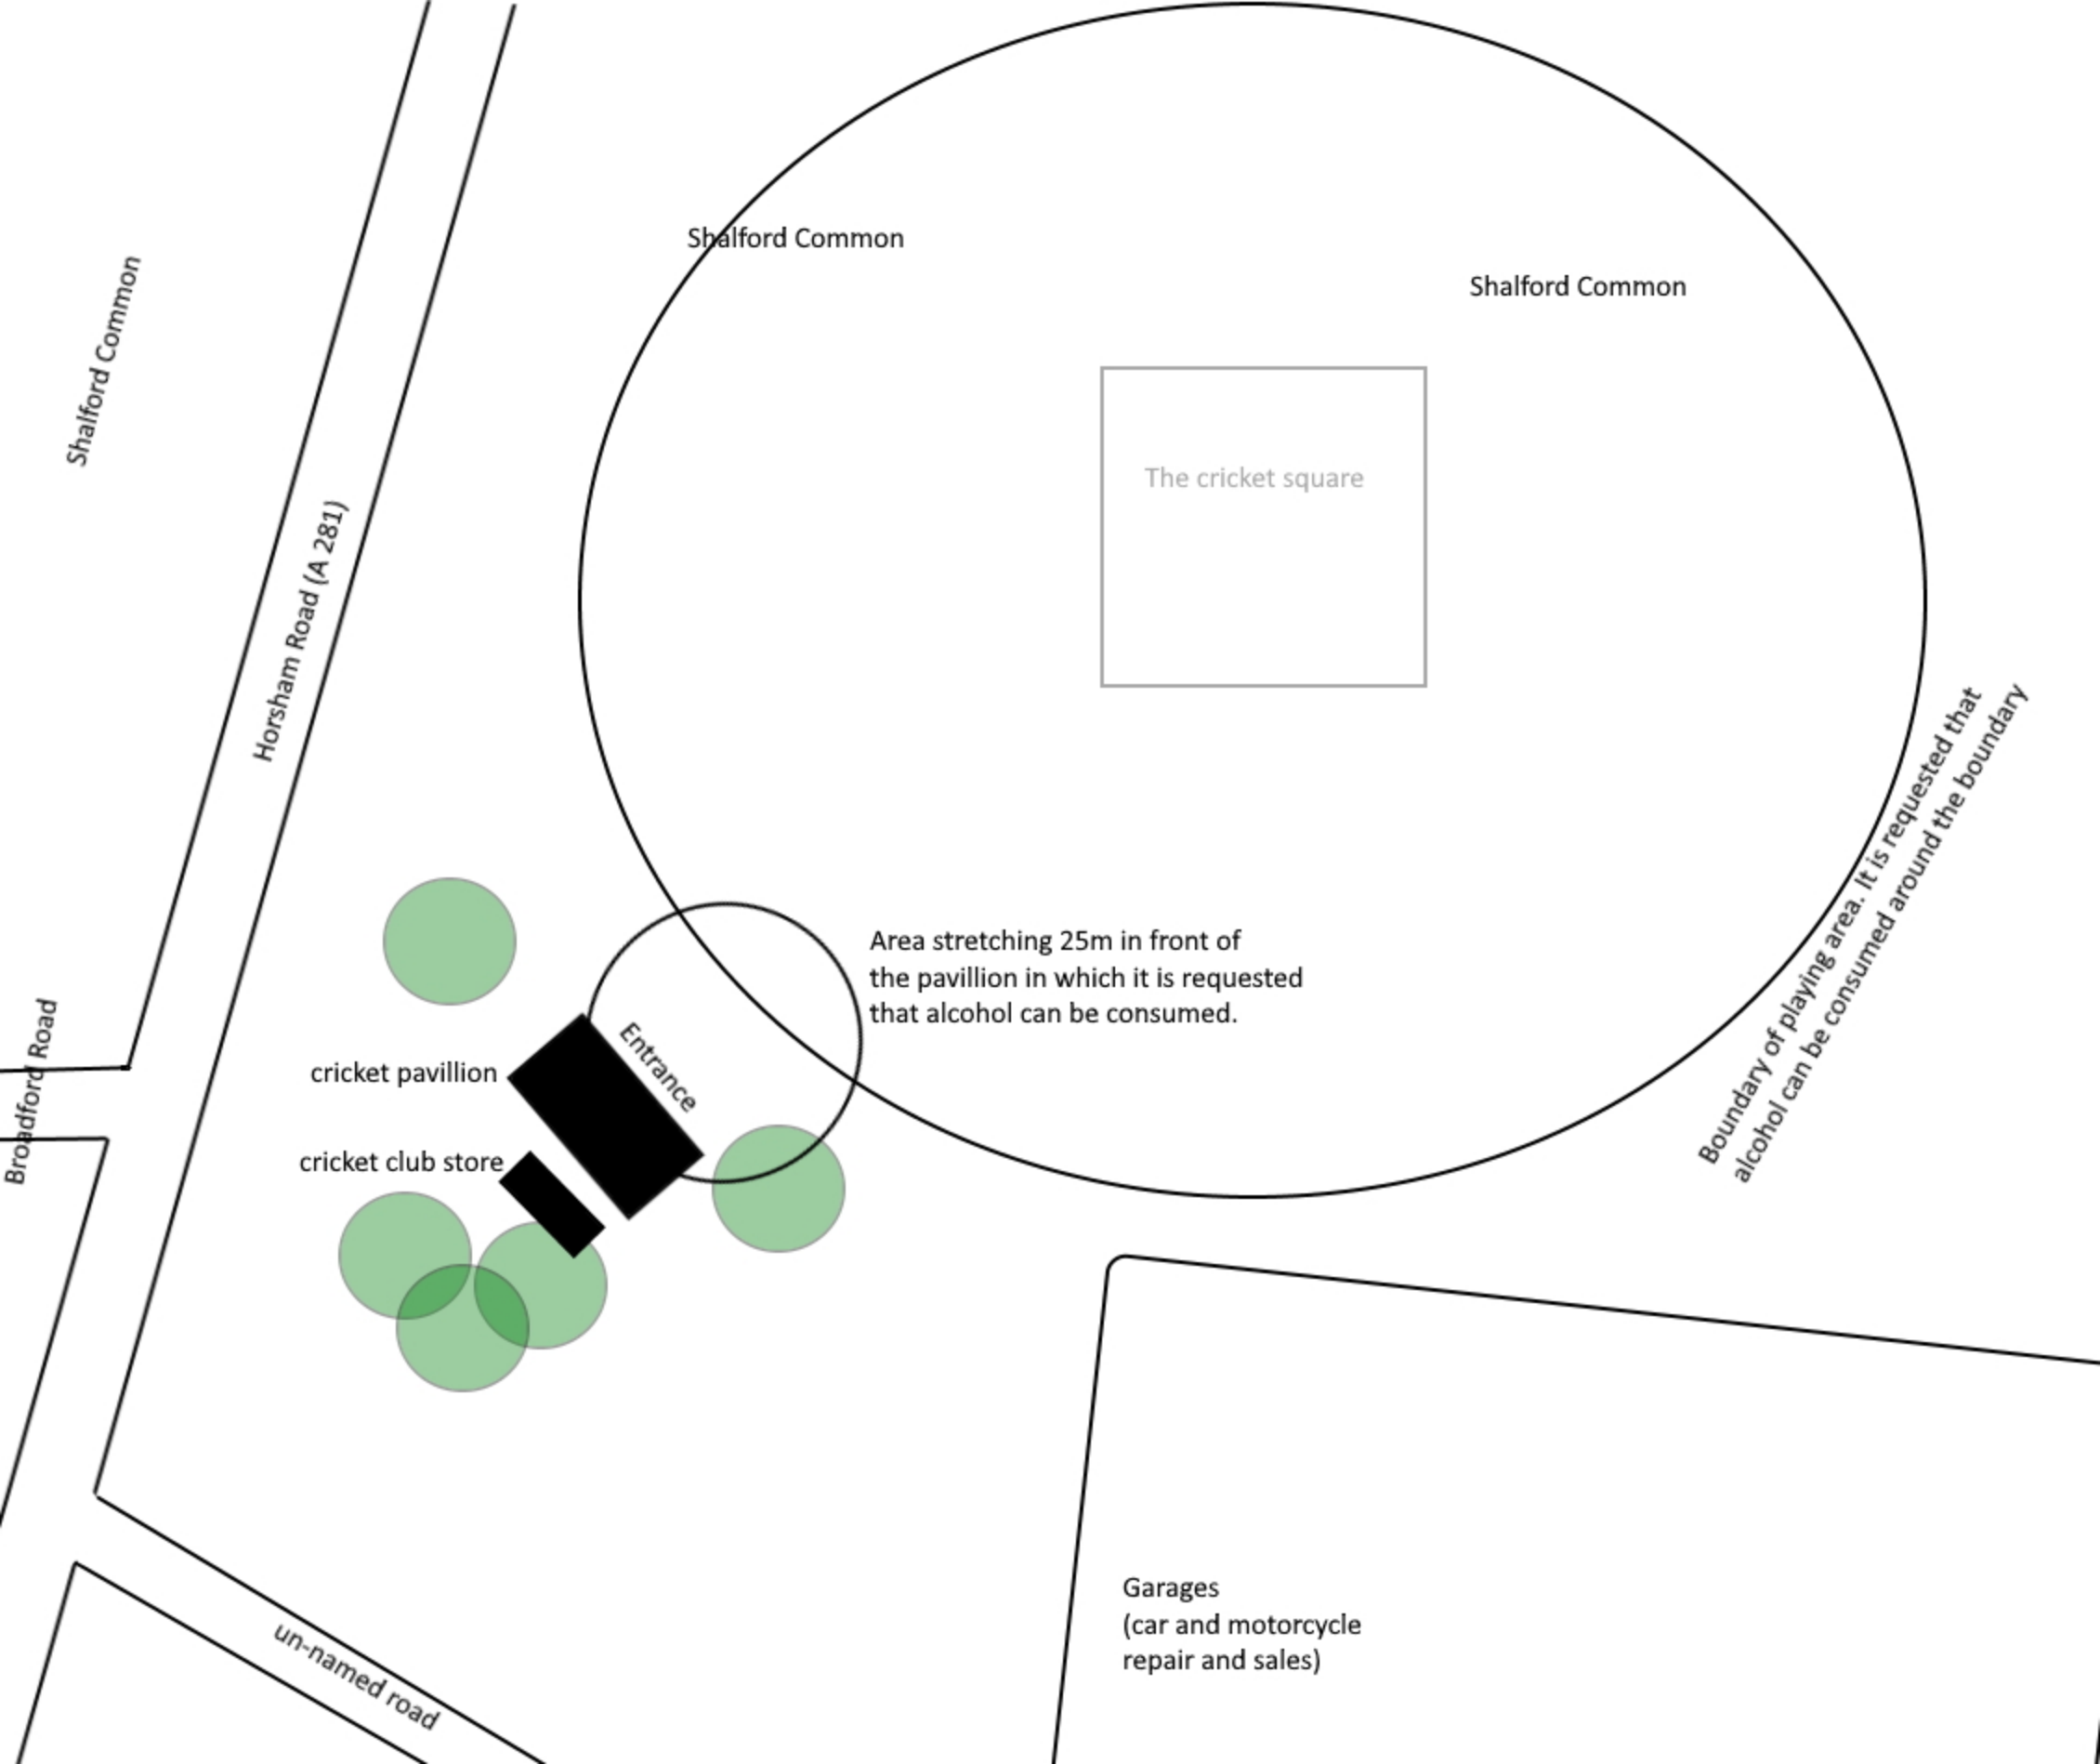 Shalford Common
Shalford Common
Shalford Common
The cricket square
Horsham Road (A 281)
Boundary of playing area. It is requested that
alcohol can be consumed around the boundary
Area stretching 25m in front of
the pavillion in which it is requested
that alcohol can be consumed.
Entrance
cricket pavillion
Broadford Road
cricket club store
Garages
(car and motorcycle
repair and sales)
un-named road